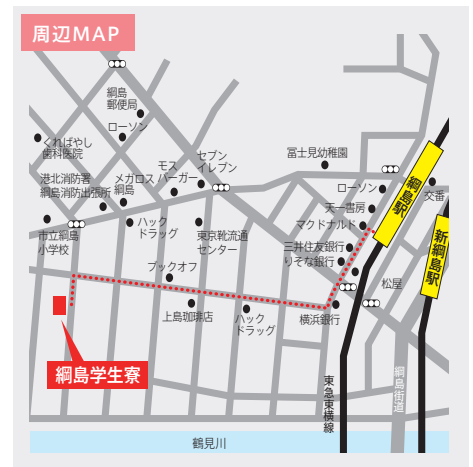 周辺MAP
綱島
郵便局
ローソン
くればやし
歯科医院
港北消防署
綱島消防出張所
メガロス
綱島
モス
バーガー
セブン
イレブン
冨士見幼稚園
ローソン
天一書房
マクドナルド
綱島駅
交番
新綱島駅
市立綱島
小学校
ハック
ドラッグ
東京靴流通
センター
三井住友銀行
りそな銀行
ブックオフ
松屋
上島珈琲店
ハック
ドラッグ
横浜銀行
綱島学生寮
東急東横線
綱島街道
鶴見川